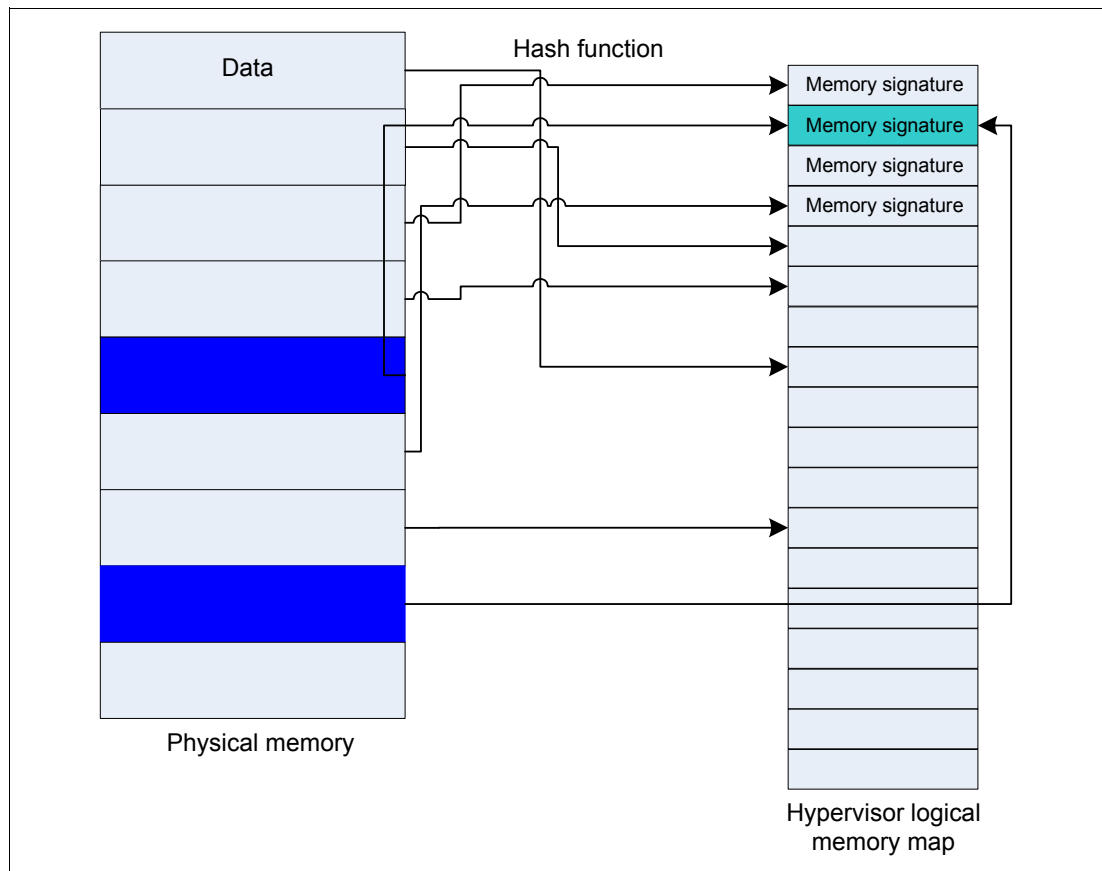 Hash function
Data
Memory signature
Memory signature
Memory signature
Memory signature
Physical memory
Hypervisor logical
memory map